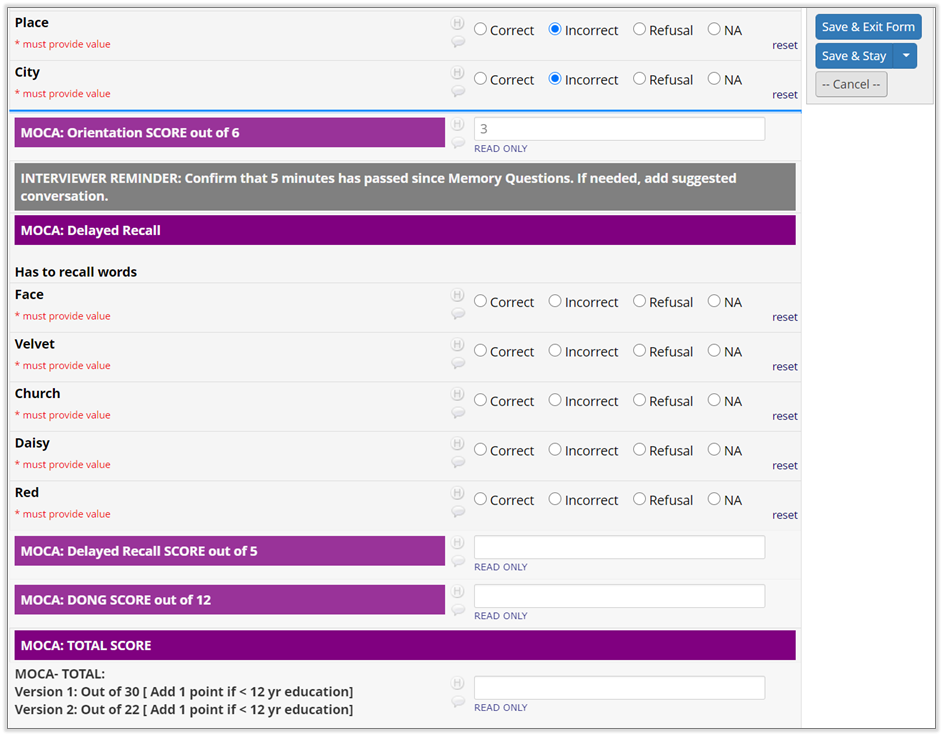 Place
* must provide value
H
Correct Incorrect Refusal NA
reset
City
* must provide value
H
Correct Incorrect Refusal NA
reset
MOCA: Orientation SCORE out of 6
H
3
READ ONLY
INTERVIEWER REMINDER: Confirm that 5 minutes has passed since Memory Questions. If needed, add suggested
conversation.
MOCA: Delayed Recall
Has to recall words
Face
* must provide value
H
Correct Incorrect Refusal NA
reset
Velvet
* must provide value
H
Correct Incorrect Refusal NA
reset
Church
* must provide value
H
Correct Incorrect Refusal NA
reset
Daisy
* must provide value
H
Correct Incorrect Refusal NA
reset
Red
* must provide value
H
Correct Incorrect Refusal NA
reset
MOCA: Delayed Recall SCORE out of 5
H
READ ONLY
MOCA: DONG SCORE out of 12
H
READ ONLY
MOCA: TOTAL SCORE
MOCA- TOTAL:
Version 1: Out of 30 [ Add 1 point if < 12 yr education]
Version 2: Out of 22 [ Add 1 point if < 12 yr education]
H
READ ONLY
Save & Exit Form
Save & Stay
-- Cancel --